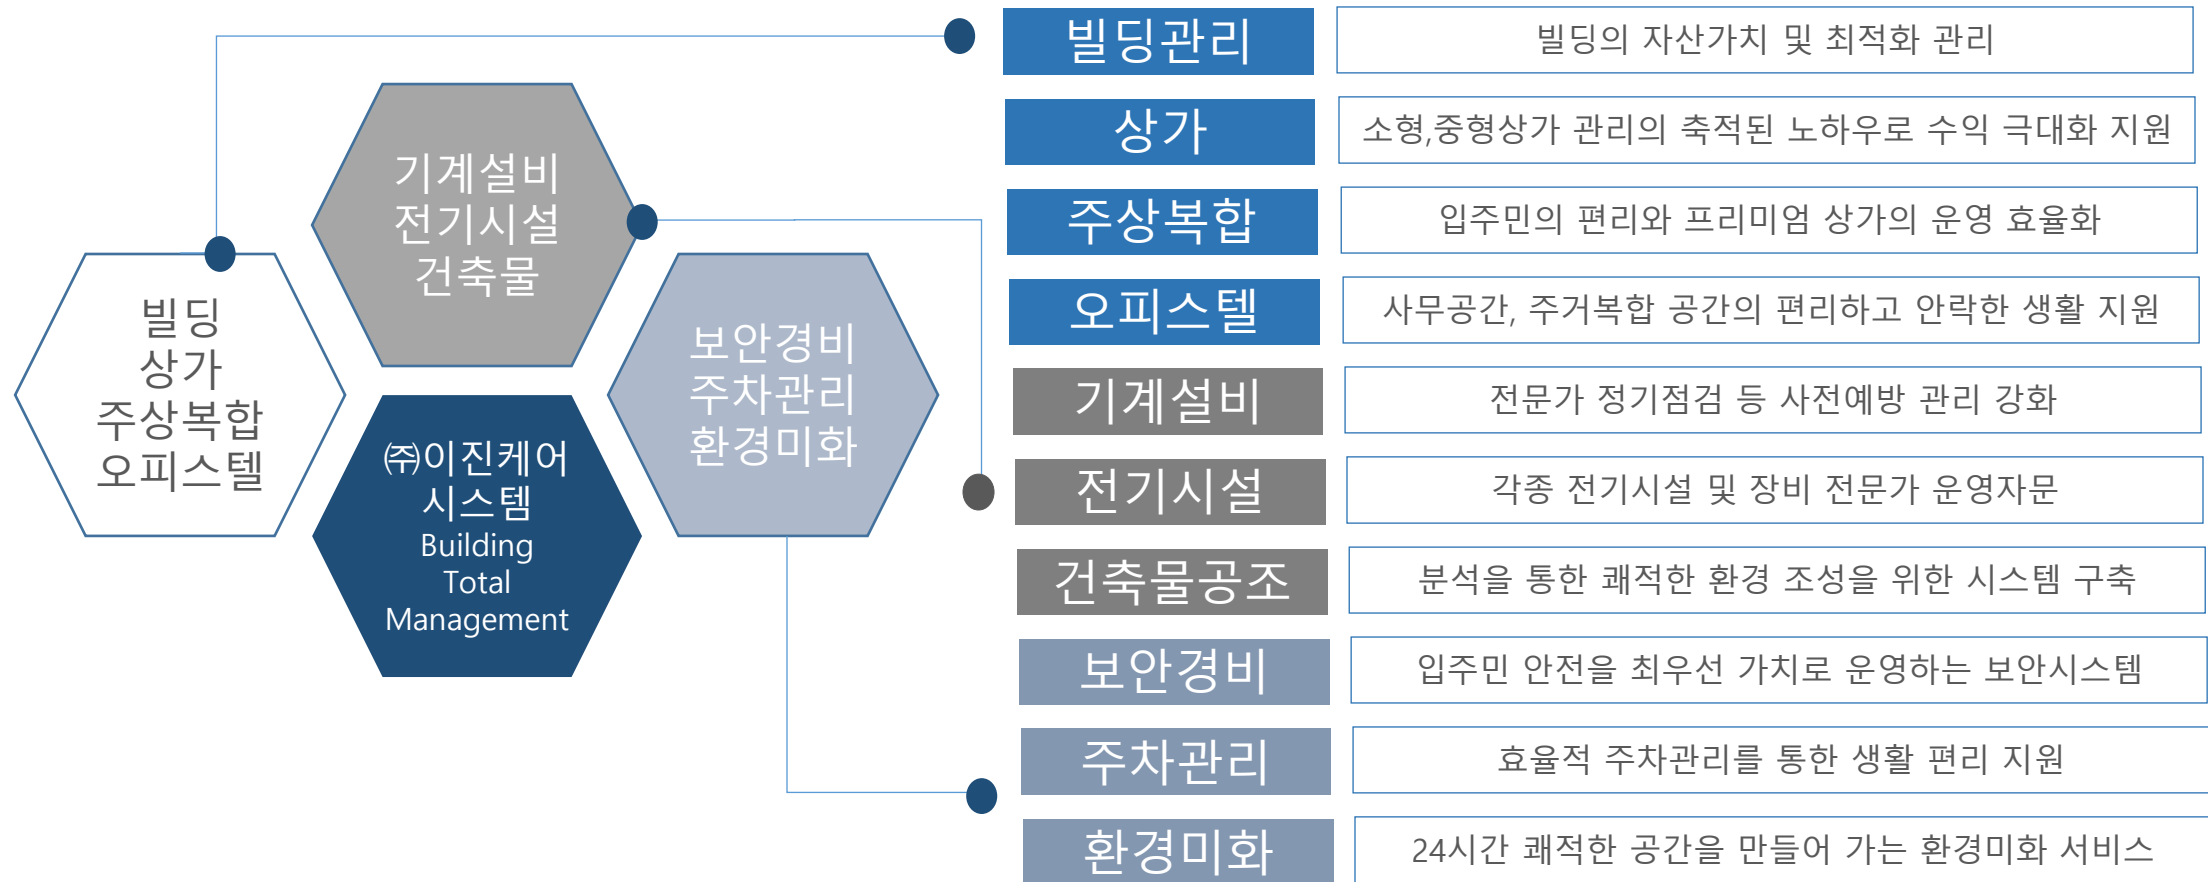 기계설비
전기시설
건축물
빌딩
상가
주상복합
오피스텔
보안경비
주차관리
환경미화
㈜이진케어
시스템
Building
Total
Management
빌딩관리
빌딩의 자산가치 및 최적화 관리
상가
소형,중형상가 관리의 축적된 노하우로 수익 극대화 지원
주상복합
입주민의 편리와 프리미엄 상가의 운영 효율화
오피스텔
사무공간, 주거복합 공간의 편리하고 안락한 생활 지원
기계설비
전문가 정기점검 등 사전예방 관리 강화
전기시설
각종 전기시설 및 장비 전문가 운영자문
건축물공조
분석을 통한 쾌적한 환경 조성을 위한 시스템 구축
보안경비
입주민 안전을 최우선 가치로 운영하는 보안시스템
주차관리
효율적 주차관리를 통한 생활 편리 지원
환경미화
24시간 쾌적한 공간을 만들어 가는 환경미화 서비스